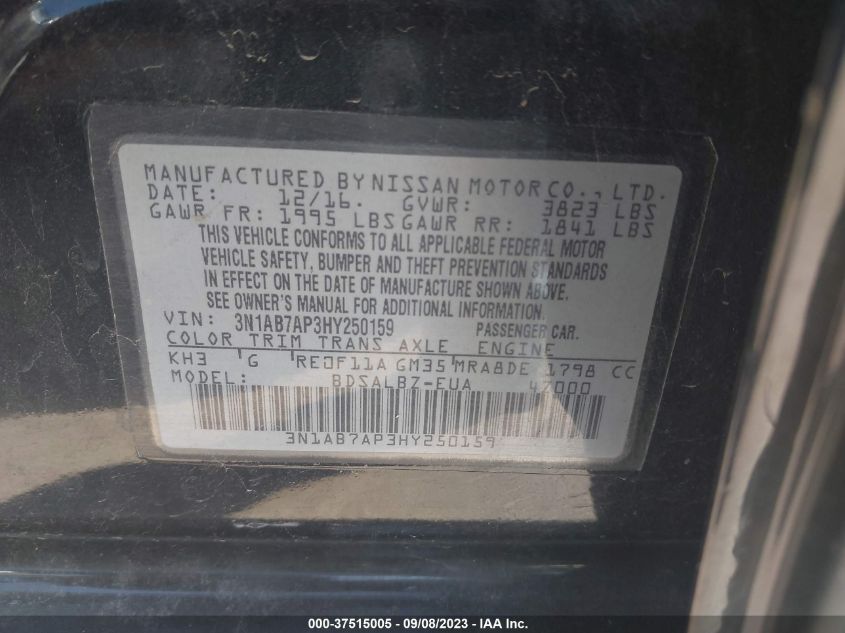 MANUFACTURED BY NISSAN MOTOR CO., LTD.
DATE: 12/16. GVWR: 3823 LBS
GAWR FR: 1995 LBS GAWR RR: 1841 LBS
THIS VEHICLE CONFORMS TO ALL APPLICABLE FEDERAL MOTOR
VEHICLE SAFETY, BUMPER AND THEFT PREVENTION STANDARDS
IN EFFECT ON THE DATE OF MANUFACTURE SHOWN ABOVE.
SEE OWNER'S MANUAL FOR ADDITIONAL INFORMATION.
VIN: 3N1AB7AP3HY250159 PASSENGER CAR.
COLOR TRIM TRANS AXLE ENGINE
KH3 G RE0F11A GM35 MRA8DE 1798 CC
MODEL: BDSALBZ-EUA 47000
3N1AB7AP3HY250159
000-37515005 - 09/08/2023 - IAA Inc.